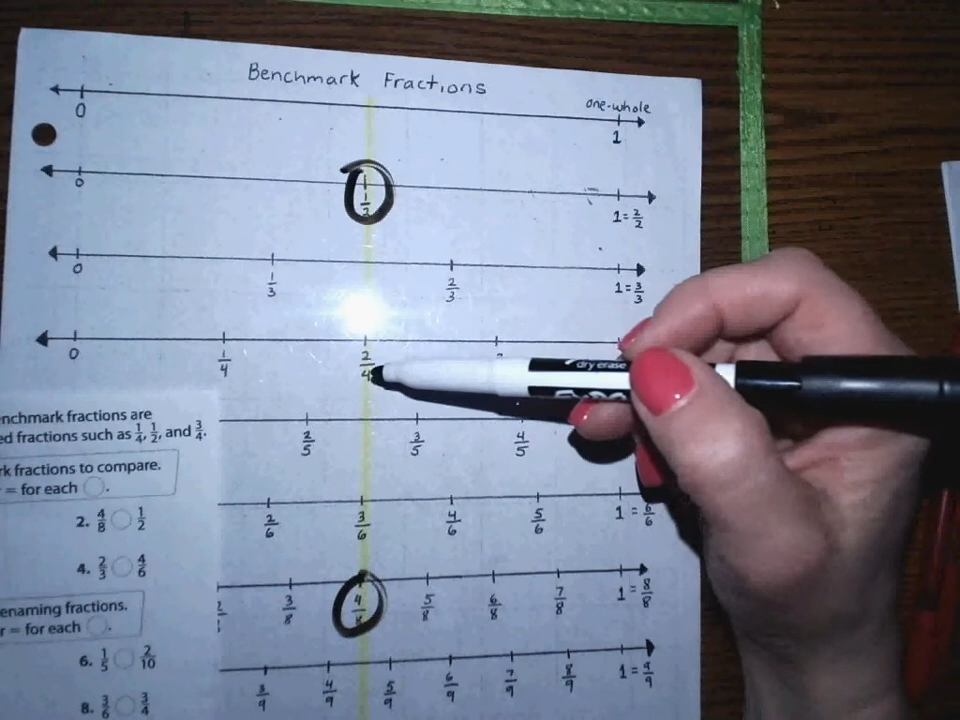 Benchmark Fractions
one-whole
0 1
0 1/2 1=2/2
0 1/3 2/3 1=3/3
0 1/4 2/4
dry erase
2/5 3/5 4/5
2/6 3/6 4/6 5/6 1=6/6
3/8 4/8 5/8 6/8 7/8 1=8/8
3/9 4/9 5/9 6/9 7/9 8/9 1=9/9
fractions are
fractions such as 1/4, 1/2, and 3/4.
fractions to compare.
= for each ○.
2. 4/8 ○ 1/2
4. 2/3 ○ 4/6
fractions.
= for each ○.
6. 1/5 ○ 2/10
8. 3/6 ○ 3/4